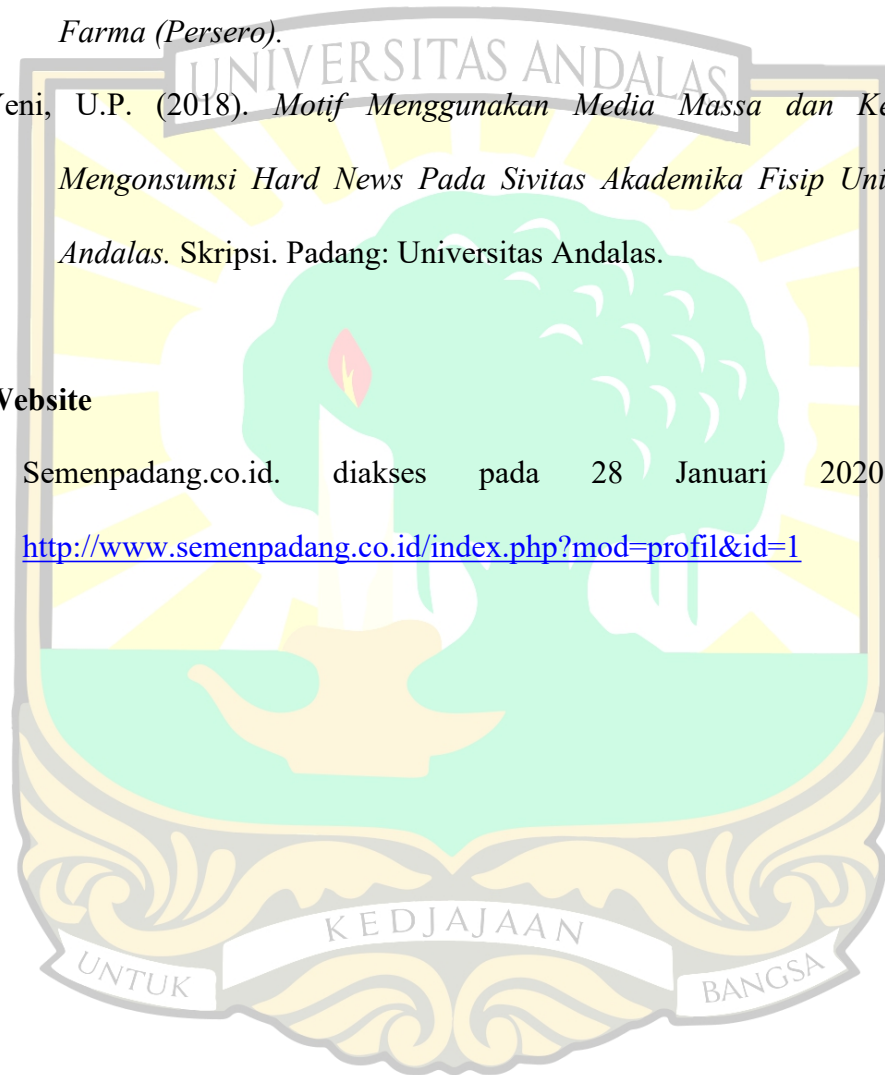 Farma (Persero).
UNIVERSITAS ANDALAS
Yeni, U.P. (2018). Motif Menggunakan Media Massa dan
Mengonsumsi Hard News Pada Sivitas Akademika Fisip
Andalas. Skripsi. Padang: Universitas Andalas.
Website
Semenpadang.co.id. diakses pada 28 Januari 2020
http://www.semenpadang.co.id/index.php?mod=profil&id=1
KEDJAJAAN
UNTUK BANGSA